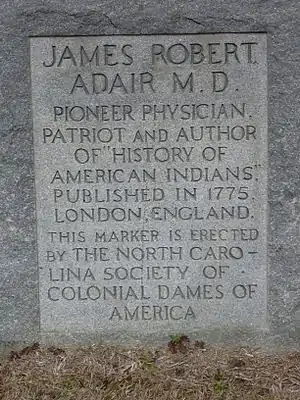 JAMES ROBERT
ADAIR M.D.
PIONEER PHYSICIAN.
PATRIOT AND AUTHOR
OF "HISTORY OF
AMERICAN INDIANS"
PUBLISHED IN 1775
LONDON, ENGLAND.
THIS MARKER IS ERECTED
BY THE NORTH CARO-
LINA SOCIETY OF
COLONIAL DAMES OF
AMERICA